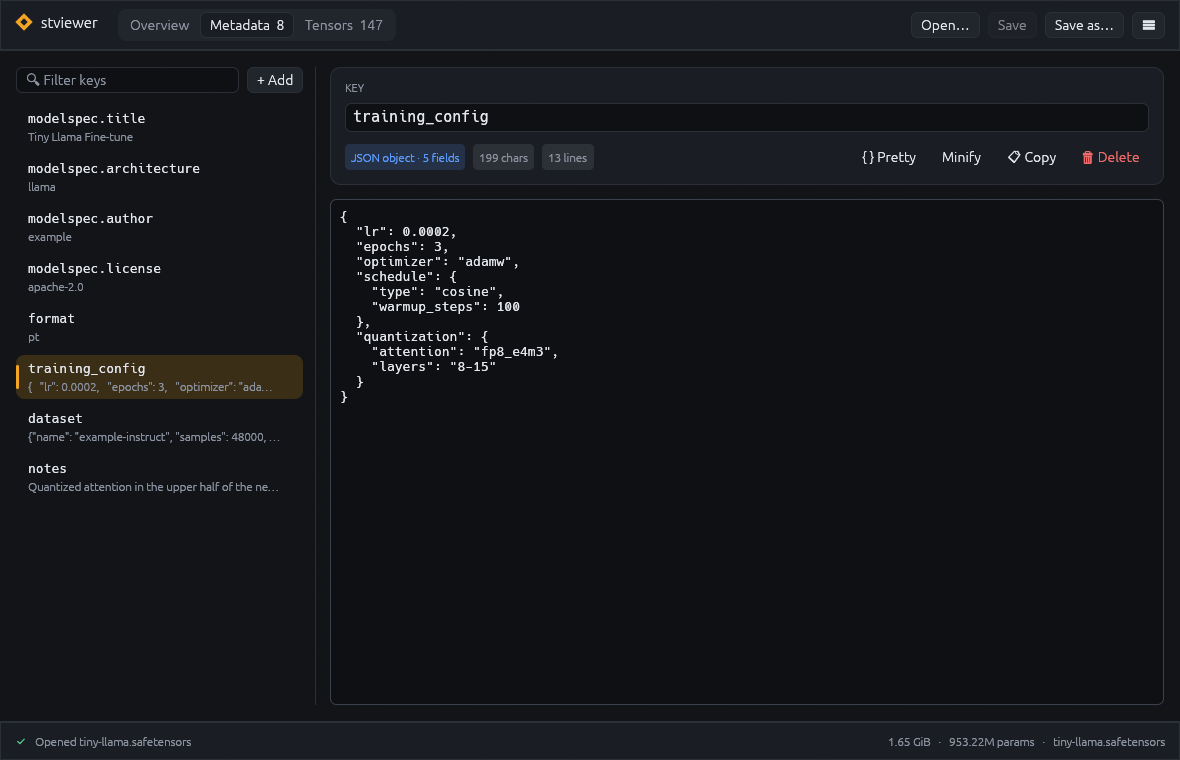 stviewer
Overview
Metadata 8
Tensors 147
Open...
Save
Save as...
Filter keys
+ Add
modelspec.title
Tiny Llama Fine-tune
modelspec.architecture
llama
modelspec.author
example
modelspec.license
apache-2.0
format
pt
training_config
{ "lr": 0.0002, "epochs": 3, "optimizer": "ada...
dataset
{"name": "example-instruct", "samples": 48000, ...
notes
Quantized attention in the upper half of the ne...
KEY
training_config
JSON object · 5 fields
199 chars
13 lines
{} Pretty
Minify
Copy
Delete
{
  "lr": 0.0002,
  "epochs": 3,
  "optimizer": "adamw",
  "schedule": {
    "type": "cosine",
    "warmup_steps": 100
  },
  "quantization": {
    "attention": "fp8_e4m3",
    "layers": "8-15"
  }
}
Opened tiny-llama.safetensors
1.65 GiB · 953.22M params · tiny-llama.safetensors